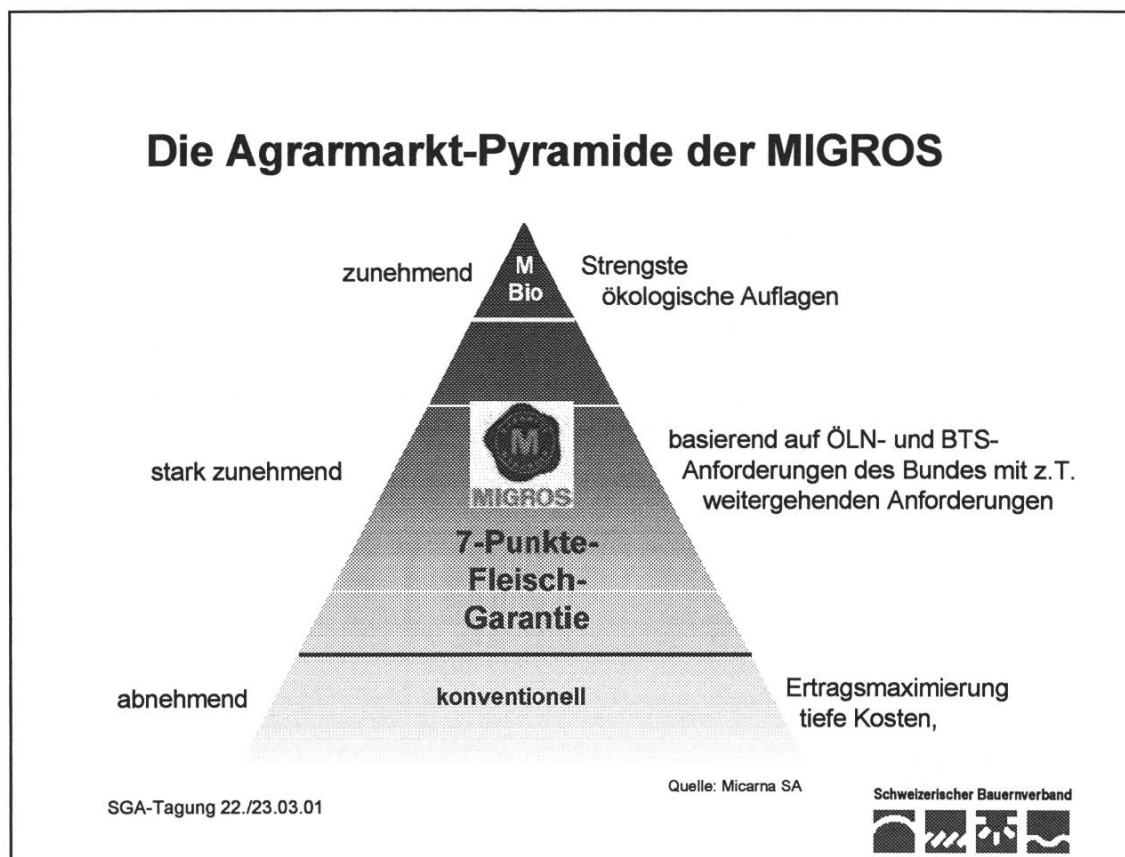 Die Agrarmarkt-Pyramide der MIGROS
zunehmend
M
Bio
Strengste
ökologische Auflagen
stark zunehmend
M
MIGROS
7-Punkte-
Fleisch-
Garantie
basierend auf ÖLN- und BTS-
Anforderungen des Bundes mit z.T.
weitergehenden Anforderungen
abnehmend
konventionell
Ertragsmaximierung
tiefe Kosten,
Quelle: Micarna SA
SGA-Tagung 22./23.03.01
Schweizerischer Bauernverband